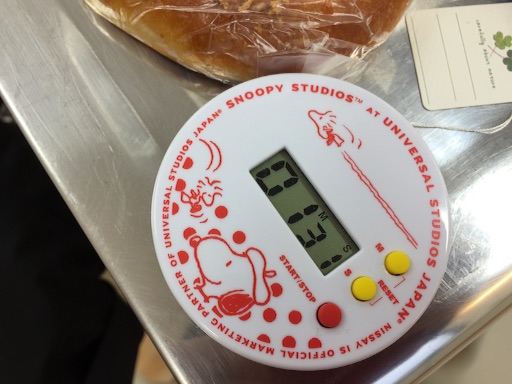 SNOOPY STUDIOS™ AT UNIVERSAL STUDIOS JAPAN®
NISSAY IS OFFICIAL MARKETING PARTNER OF UNIVERSAL STUDIOS JAPAN®
M S
START/STOP
S M
RESET